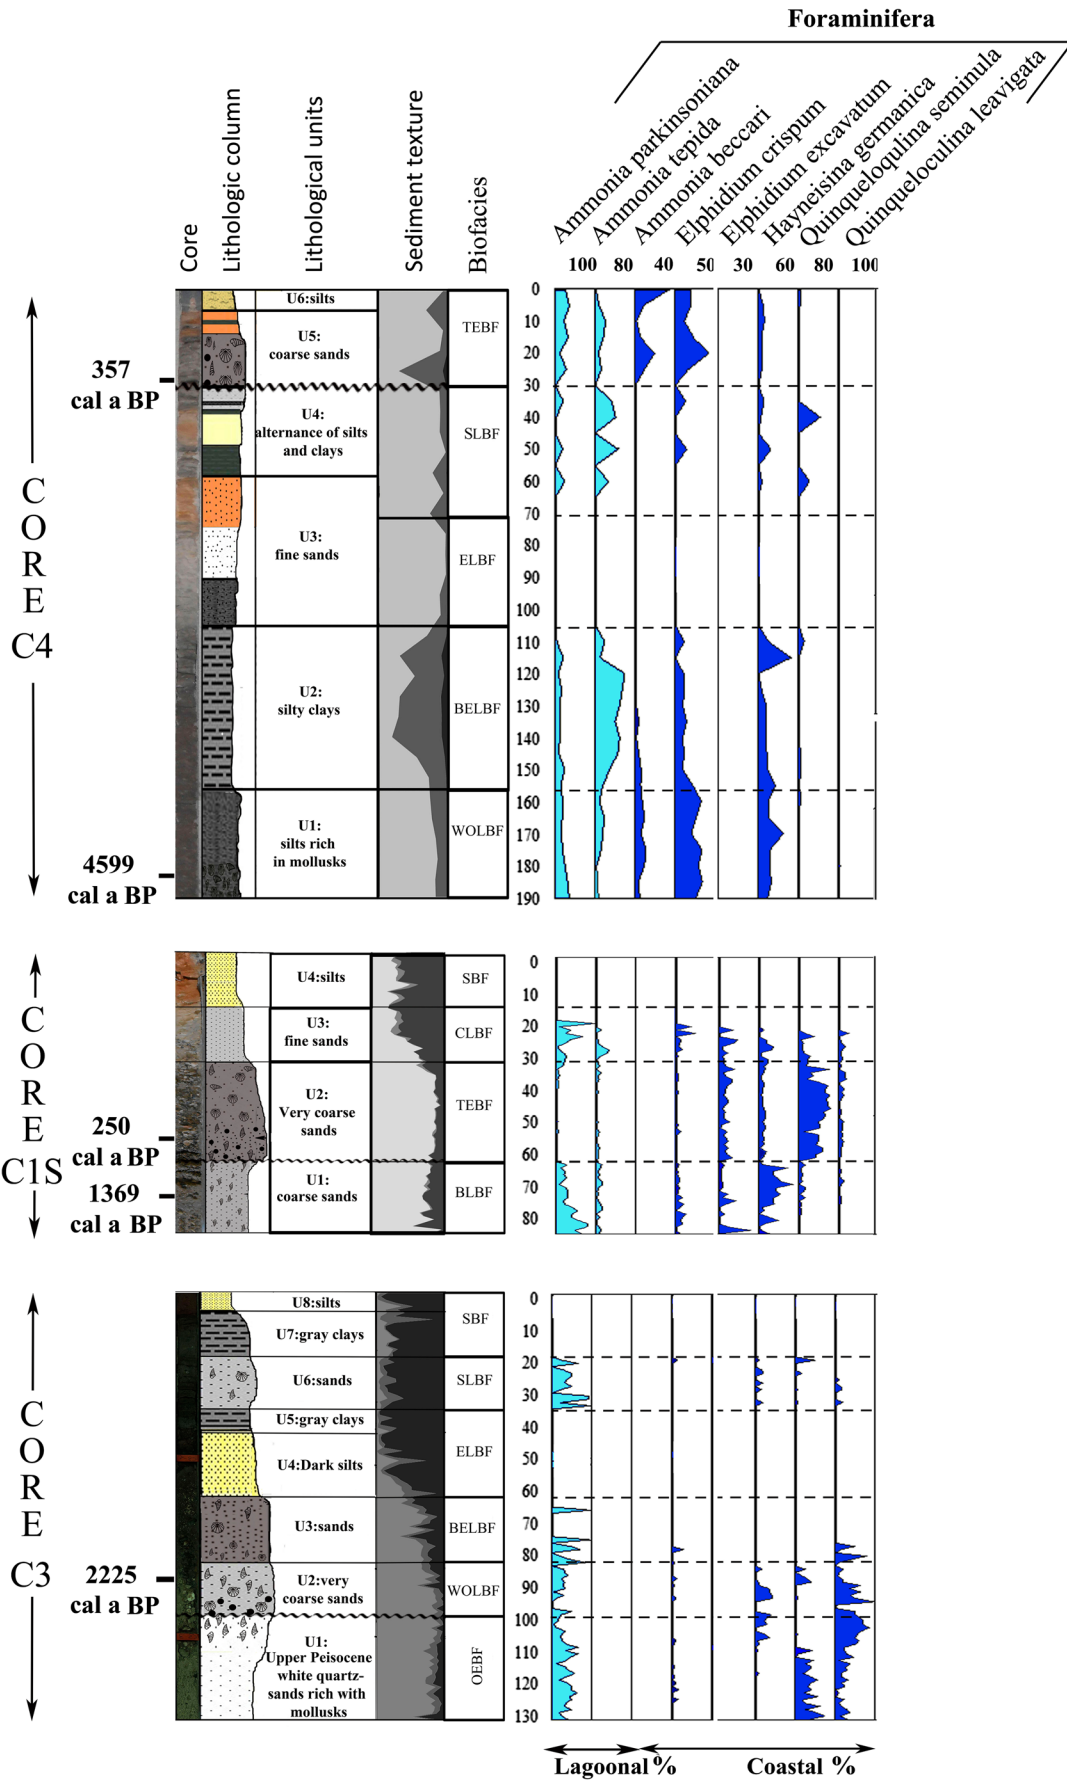 Foraminifera
Core
Lithologic column
Lithological units
Sediment texture
Biofacies
Ammonia parkinsoniana
Ammonia tepida
Ammonia beccari
Elphidium crispum
Elphidium excavatum
Hayneisina germanica
Quinqueloqulina seminula
Quinqueloculina leavigata
100 80 40 50 30 60 80 100
CORE
C4
357
cal a BP
4599
cal a BP
U6:silts
U5:
coarse sands
U4:
alternance of silts
and clays
U3:
fine sands
U2:
silty clays
U1:
silts rich
in mollusks
TEBF
SLBF
ELBF
BELBF
WOLBF
0
10
20
30
40
50
60
70
80
90
100
110
120
130
140
150
160
170
180
190
CORE
C1S
250
cal a BP
1369
cal a BP
U4:silts
U3:
fine sands
U2:
Very coarse
sands
U1:
coarse sands
SBF
CLBF
TEBF
BLBF
0
10
20
30
40
50
60
70
80
CORE
C3
2225
cal a BP
U8:silts
U7:gray clays
U6:sands
U5:gray clays
U4:Dark silts
U3:sands
U2:very
coarse sands
U1:
Upper Peisocene
white quartz-
sands rich with
mollusks
SBF
SLBF
ELBF
BELBF
WOLBF
OEBF
0
10
20
30
40
50
60
70
80
90
100
110
120
130
Lagoonal %
Coastal %